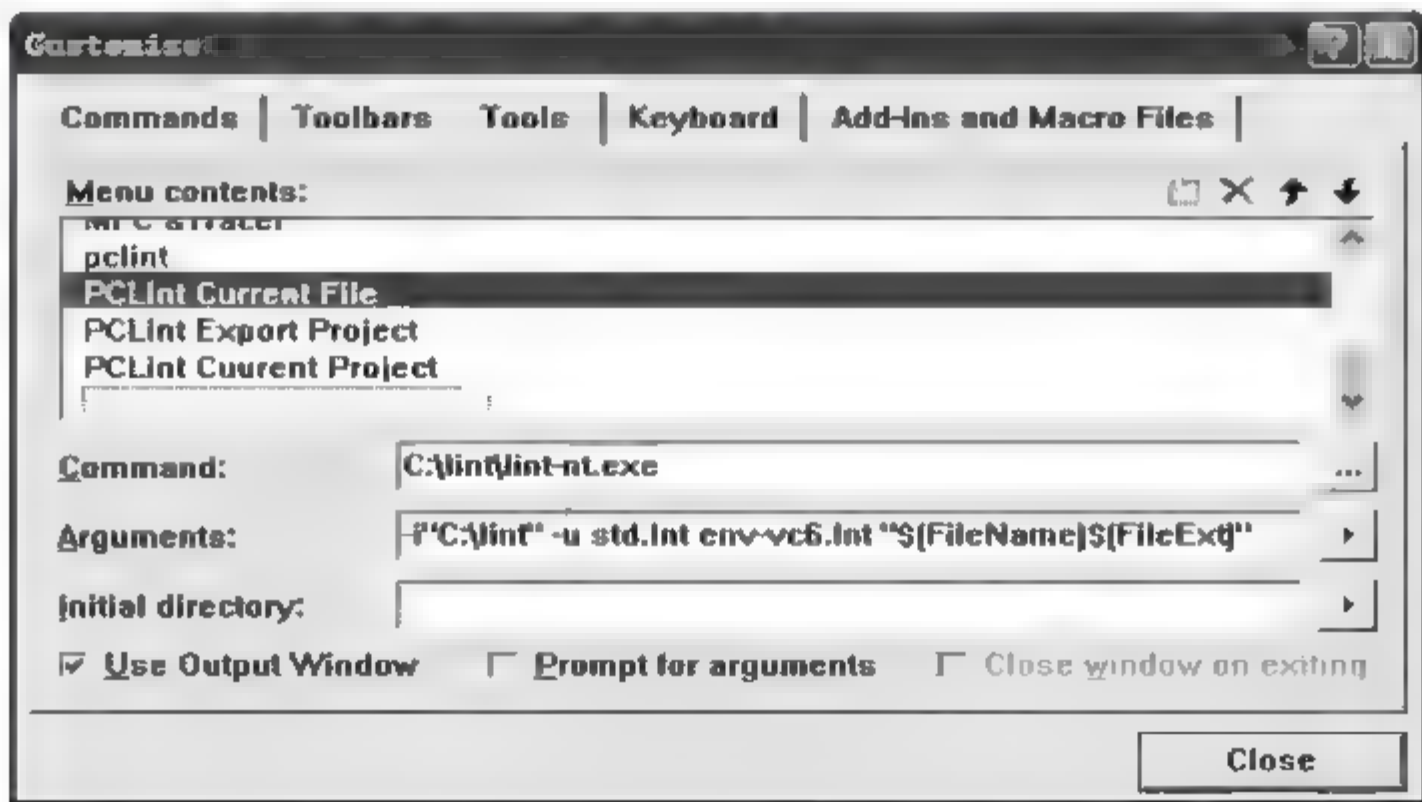 Customise
Commands Toolbars Tools Keyboard Add-ins and Macro Files
Menu contents:
MFC &Tracer
pclint
PCLint Current File
PCLint Export Project
PCLint Cuurent Project
Command: C:\lint\lint-nt.exe ...
Arguments: -i"C:\lint" -u std.lnt env-vc6.lnt "$(FileName)$(FileExt)"
Initial directory:
Use Output Window Prompt for arguments Close window on exiting
Close